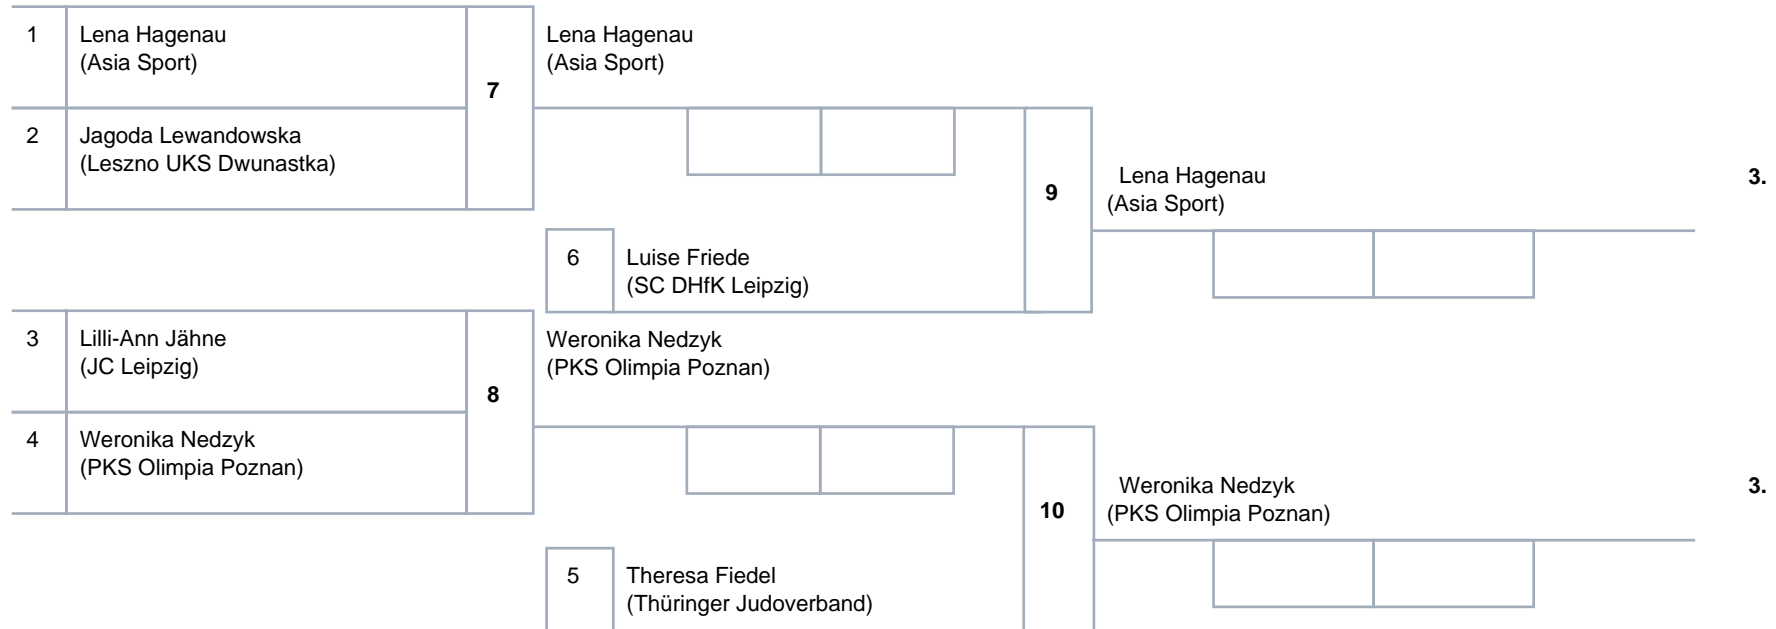 1
Lena Hagenau
(Asia Sport)
7
Lena Hagenau
(Asia Sport)
2
Jagoda Lewandowska
(Leszno UKS Dwunastka)
9
Lena Hagenau
(Asia Sport)
3.
6
Luise Friede
(SC DHfK Leipzig)
3
Lilli-Ann Jähne
(JC Leipzig)
8
Weronika Nedzyk
(PKS Olimpia Poznan)
4
Weronika Nedzyk
(PKS Olimpia Poznan)
10
Weronika Nedzyk
(PKS Olimpia Poznan)
3.
5
Theresa Fiedel
(Thüringer Judoverband)